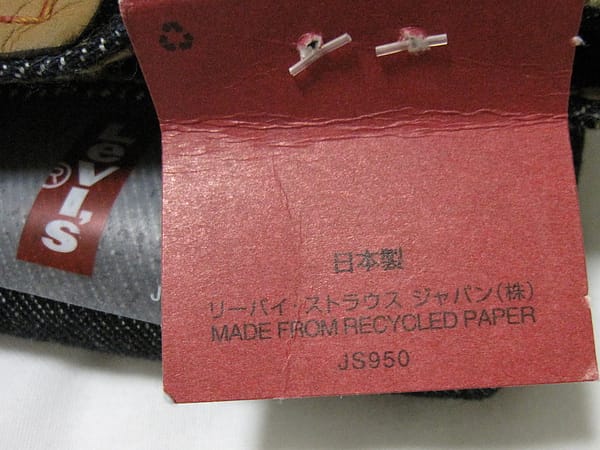 LEVI'S
®
日本製
リーバイ・ストラウス ジャパン(株)
MADE FROM RECYCLED PAPER
JS950
J